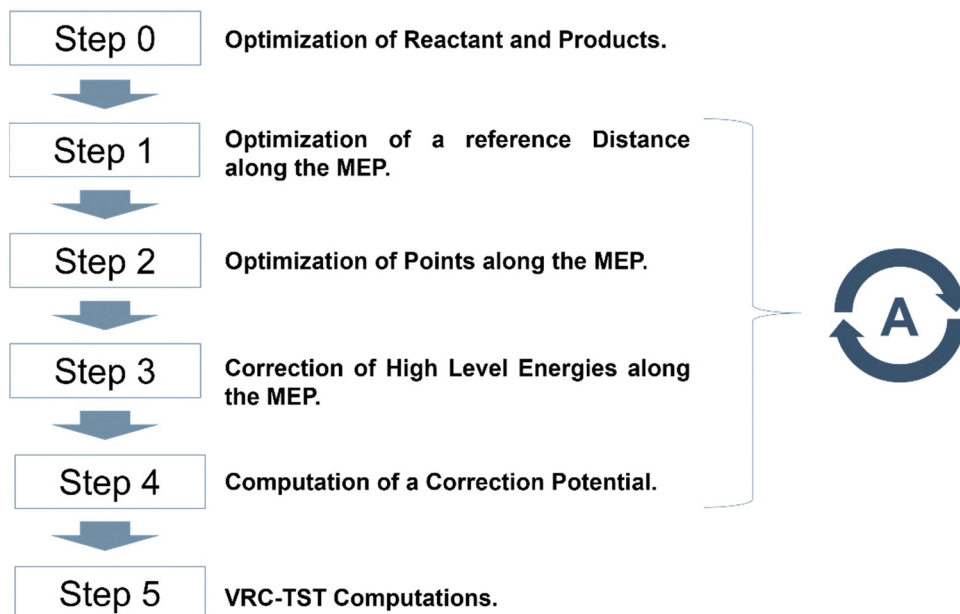 Step 0
Optimization of Reactant and Products.
Step 1
Optimization of a reference Distance
along the MEP.
Step 2
Optimization of Points along the MEP.
A
Step 3
Correction of High Level Energies along
the MEP.
Step 4
Computation of a Correction Potential.
Step 5
VRC-TST Computations.